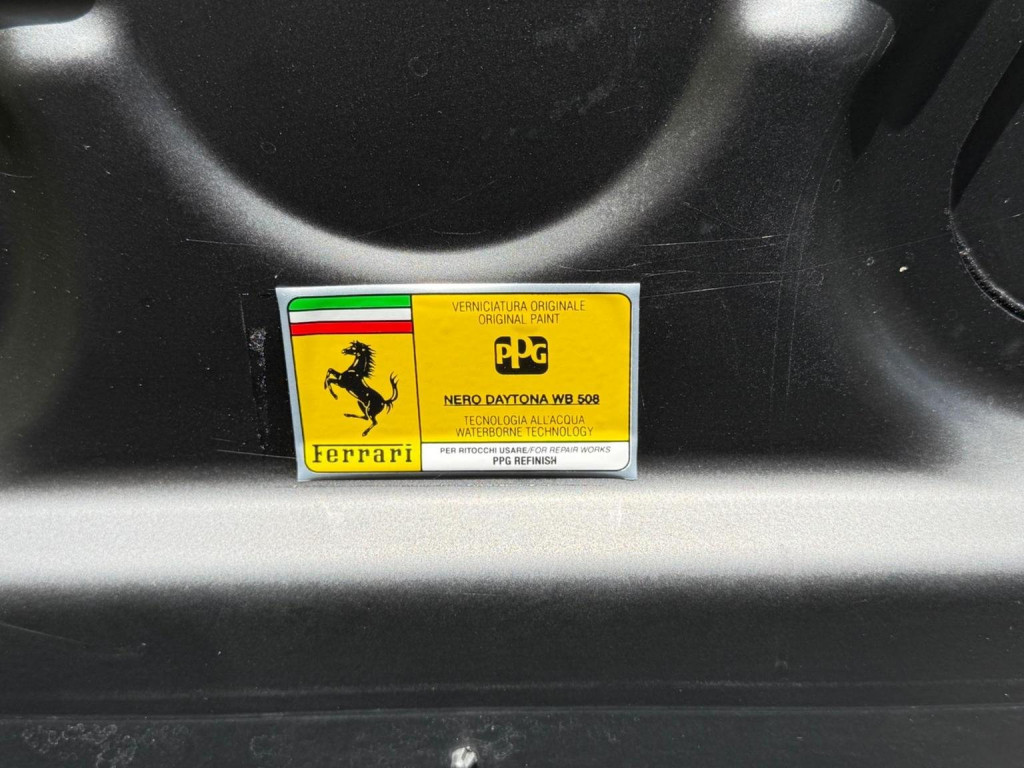 VERNICIATURA ORIGINALE
ORIGINAL PAINT
PPG
NERO DAYTONA WB 508
TECNOLOGIA ALL'ACQUA
WATERBORNE TECHNOLOGY
PER RITOCCHI USARE/FOR REPAIR WORKS
PPG REFINISH
Ferrari